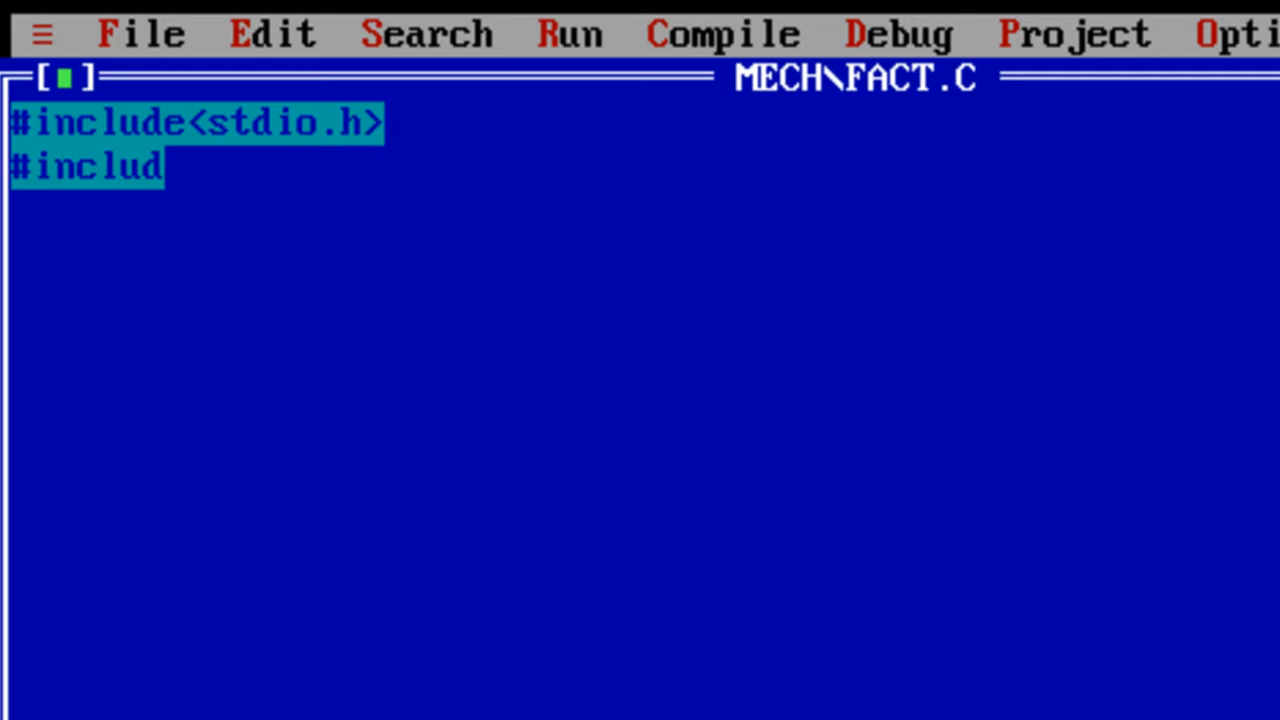 ≡ File Edit Search Run Compile Debug Project Opti
[■] MECH\FACT.C
#include<stdio.h>
#includ